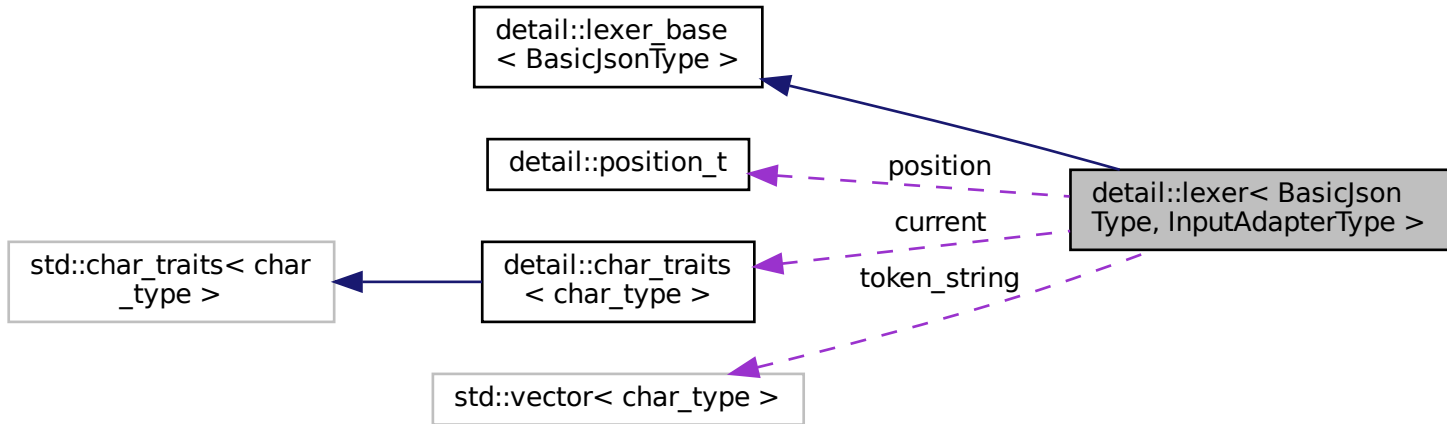 detail::lexer_base
< BasicJsonType >
detail::position_t
position
detail::lexer< BasicJson
Type, InputAdapterType >
current
std::char_traits< char
_type >
detail::char_traits
< char_type >
token_string
std::vector< char_type >